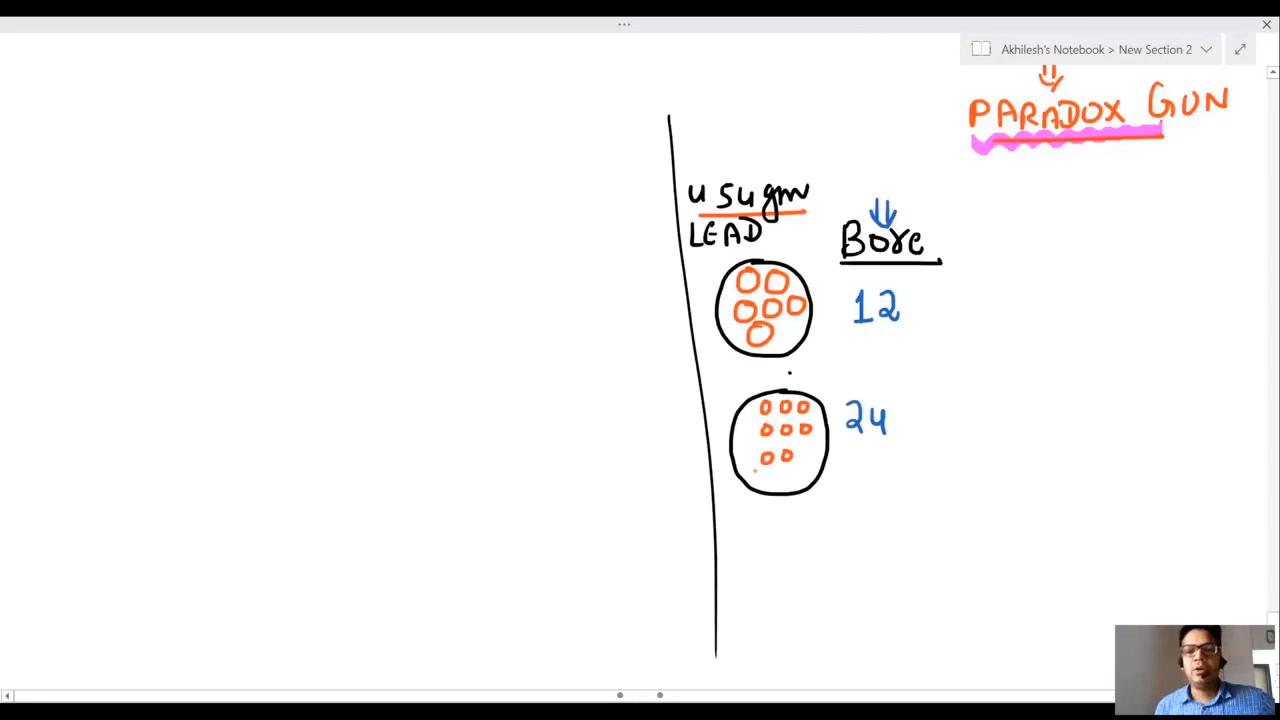 Akhilesh's Notebook > New Section 2
PARADOX GUN
454 gm
LEAD
Bore
12
24